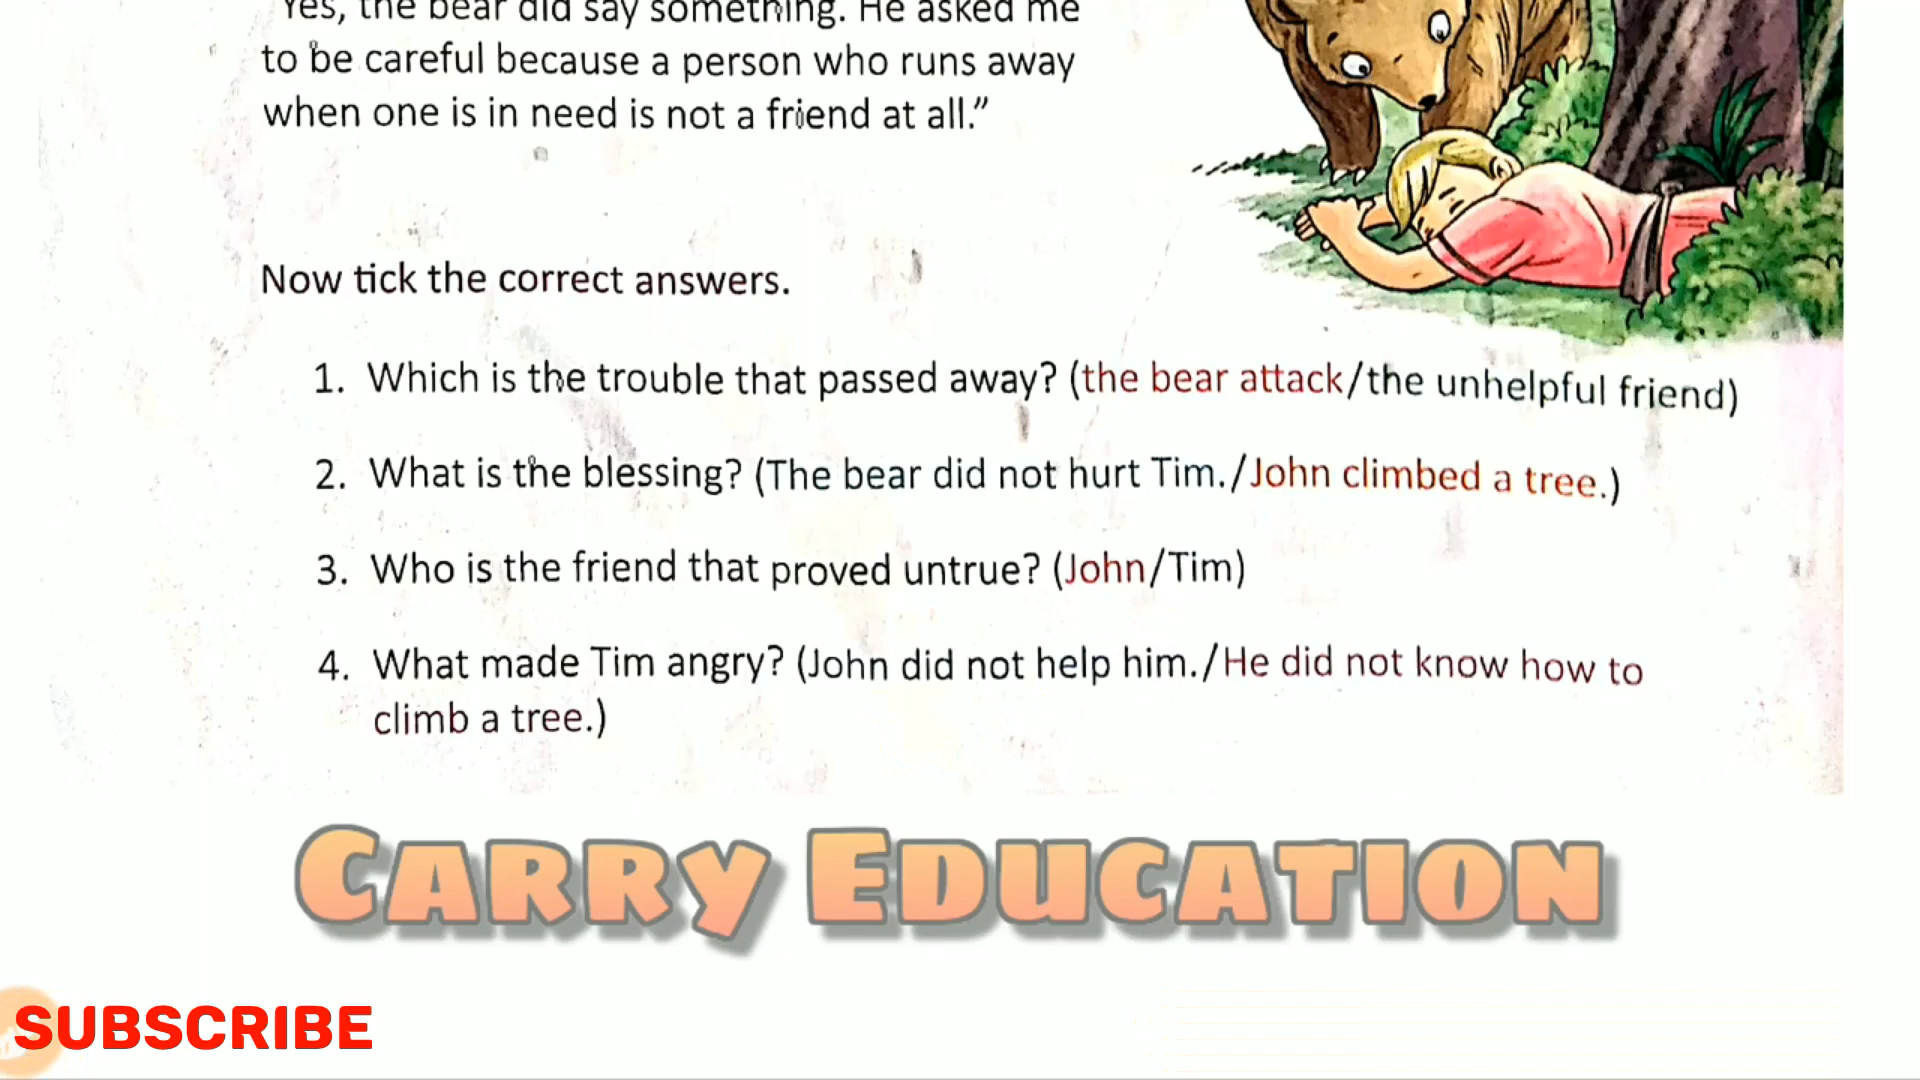 Yes, the bear did say something. He asked me
to be careful because a person who runs away
when one is in need is not a friend at all.”
Now tick the correct answers.
1. Which is the trouble that passed away? (the bear attack/the unhelpful friend)
2. What is the blessing? (The bear did not hurt Tim./John climbed a tree.)
3. Who is the friend that proved untrue? (John/Tim)
4. What made Tim angry? (John did not help him./He did not know how to
climb a tree.)
CARRY EDUCATION
SUBSCRIBE